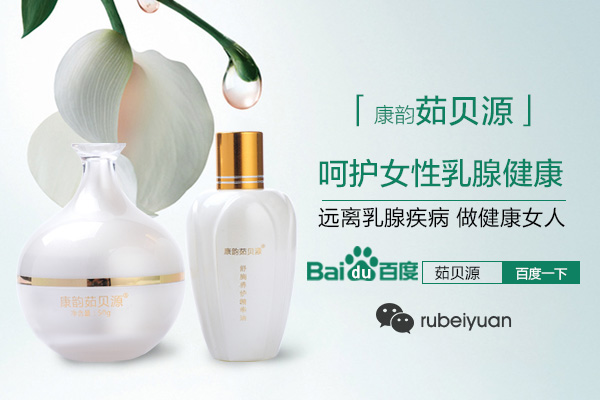 「康韵茹贝源」
呵护女性乳腺健康
远离乳腺疾病 做健康女人
Baidu百度 茹贝源 百度一下
rubeiyuan
康韵茹贝源®
康韵茹贝源®